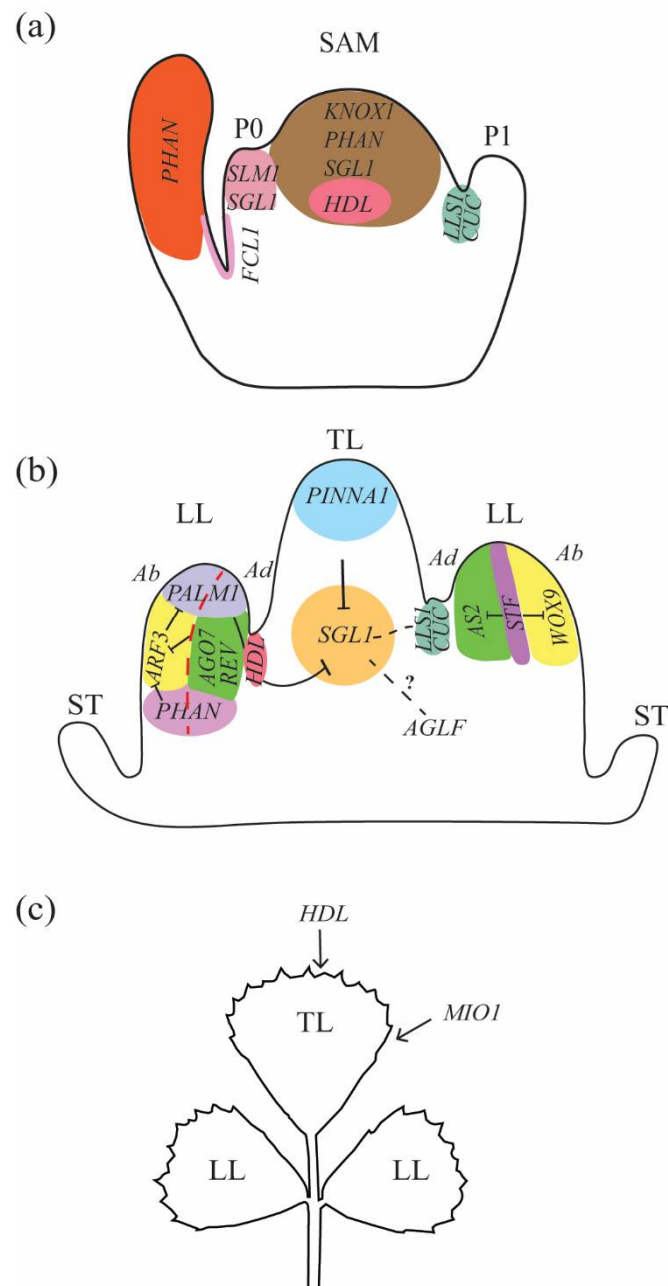 (a)
SAM
P0
P1
PHAN
SLM1
SGL1
FCL1
KNOX1
PHAN
SGL1
HDL
LLS1
CUC
(b)
TL
LL
LL
PINNA1
Ab
Ad
Ad
Ab
PALM1
ARF3
AGO7
REV
HDL
PHAN
SGL1
LLS1
CUC
AS2
STF
WOX9
?
AGLF
ST
ST
(c)
HDL
TL
MIO1
LL
LL